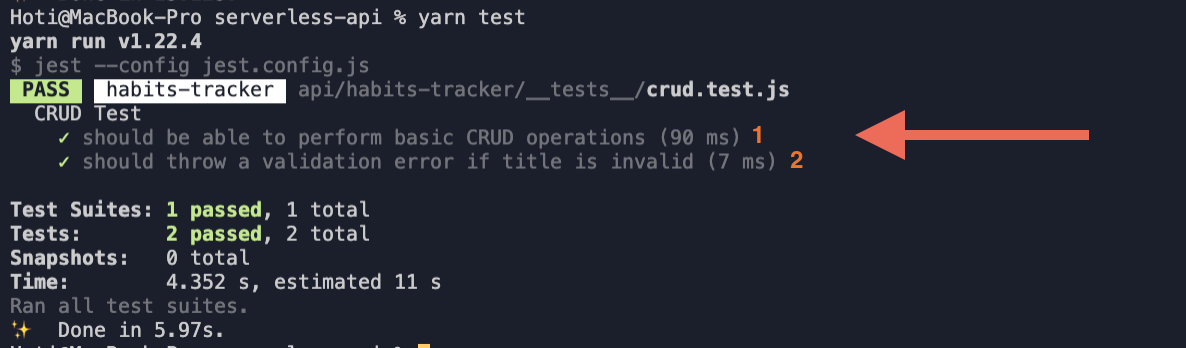 Hoti@MacBook-Pro serverless-api % yarn test
yarn run v1.22.4
$ jest --config jest.config.js
PASS habits-tracker api/habits-tracker/__tests__/crud.test.js
CRUD Test
✓ should be able to perform basic CRUD operations (90 ms) 1
✓ should throw a validation error if title is invalid (7 ms) 2
Test Suites: 1 passed, 1 total
Tests: 2 passed, 2 total
Snapshots: 0 total
Time: 4.352 s, estimated 11 s
Ran all test suites.
✨ Done in 5.97s.